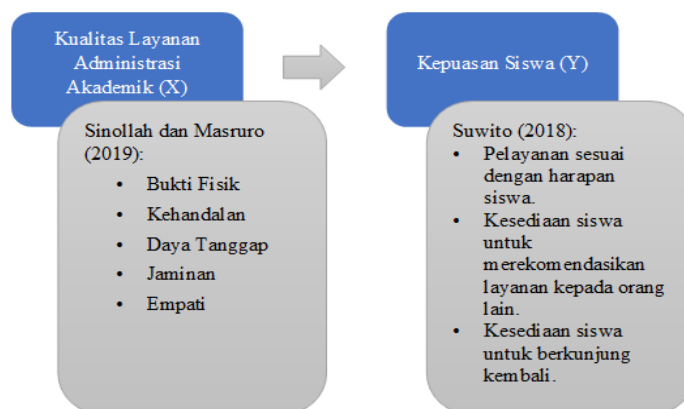 Kualitas Layanan
Administrasi
Akademik (X)
Sinollah dan Masruro
(2019):
• Bukti Fisik
• Kehandalan
• Daya Tanggap
• Jaminan
• Empati
Kepuasan Siswa (Y)
Suwito (2018):
• Pelayanan sesuai
dengan harapan
siswa.
• Kesediaan siswa
untuk
merekomendasikan
layanan kepada orang
lain.
• Kesediaan siswa
untuk berkunjung
kembali.